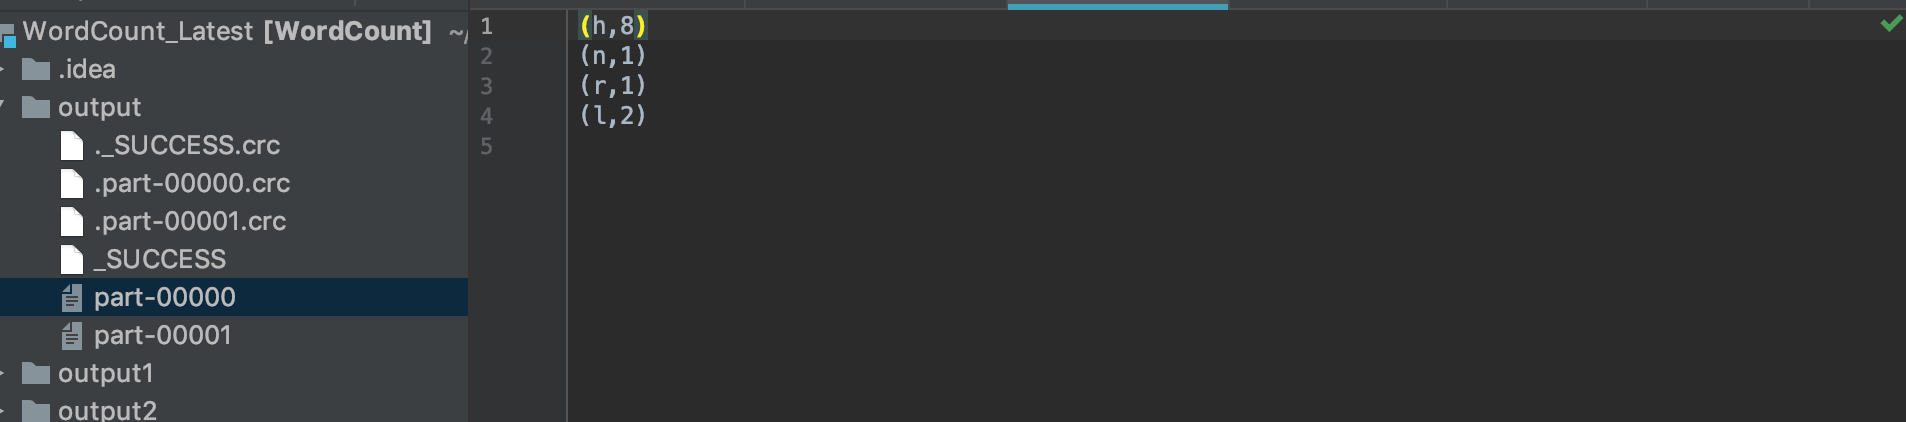 WordCount_Latest [WordCount] ~/
.idea
output
._SUCCESS.crc
.part-00000.crc
.part-00001.crc
_SUCCESS
part-00000
part-00001
output1
output2
1 (h,8)
2 (n,1)
3 (r,1)
4 (l,2)
5